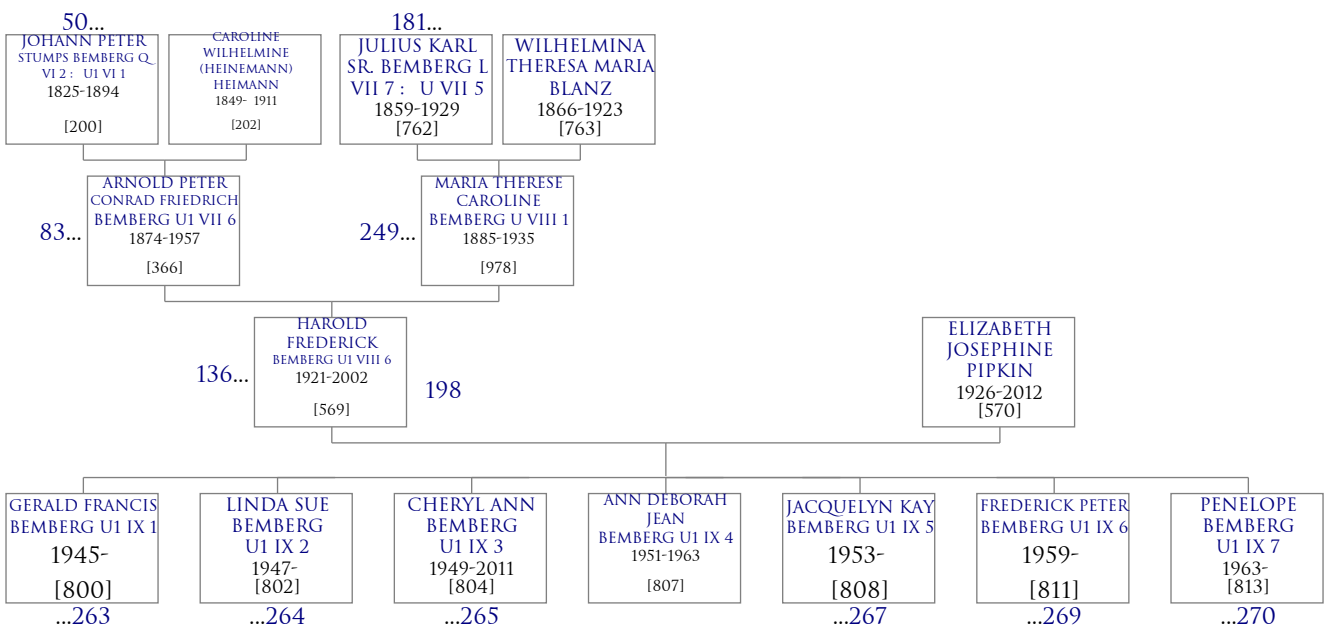 50...
JOHANN PETER
STUMPS BEMBERG Q
VI 2 : U1 VI 1
1825-1894
[200]
CAROLINE
WILHELMINE
(HEINEMANN)
HEIMANN
1849- 1911
[202]
181...
JULIUS KARL
SR. BEMBERG L
VII 7 : U VII 5
1859-1929
[762]
WILHELMINA
THERESA MARIA
BLANZ
1866-1923
[763]
83...
ARNOLD PETER
CONRAD FRIEDRICH
BEMBERG U1 VII 6
1874-1957
[366]
249...
MARIA THERESE
CAROLINE
BEMBERG U VIII 1
1885-1935
[978]
136...
HAROLD
FREDERICK
BEMBERG U1 VIII 6
1921-2002
[569]
198
ELIZABETH
JOSEPHINE
PIPKIN
1926-2012
[570]
GERALD FRANCIS
BEMBERG U1 IX 1
1945-
[800]
...263
LINDA SUE
BEMBERG
U1 IX 2
1947-
[802]
...264
CHERYL ANN
BEMBERG
U1 IX 3
1949-2011
[804]
...265
ANN DEBORAH
JEAN
BEMBERG U1 IX 4
1951-1963
[807]
JACQUELYN KAY
BEMBERG U1 IX 5
1953-
[808]
...267
FREDERICK PETER
BEMBERG U1 IX 6
1959-
[811]
...269
PENELOPE
BEMBERG
U1 IX 7
1963-
[813]
...270